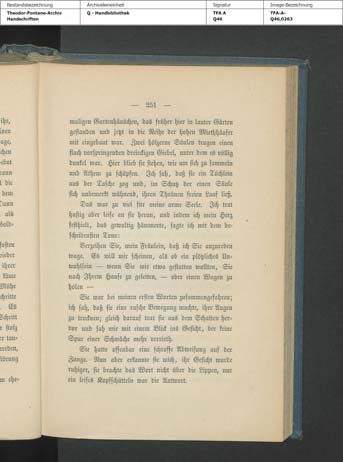 Bestandsbezeichnung Archivalieneinheit Signatur Image-Bezeichnung
Theodor-Fontane-Archiv Q - Handbibliothek TFA A TFA-A-
Handschriften Q46 Q46,0263
— 251 —
maligen Gartenhäuschen, das früher hier in lauter Gärten
gestanden und jetzt in die Reihe der hohen Miethshäuser
mit eingebaut war. Zwei hölzerne Säulen trugen einen
flach vorspringenden dreieckigen Giebel, unter dem es völlig
dunkel war. Hier blieb sie stehen, wie um sich zu sammeln
und Athem zu schöpfen. Ich sah, daß sie ein Tüchlein
aus der Tasche zog und, im Schutz der einen Säule
sich unbemerkt wähnend, ihren Thränen freien Lauf ließ.
Das war zu viel für meine arme Seele. Ich trat
hastig aber leise an sie heran, und indem ich mein Herz
festhielt, das gewaltig hämmerte, sagte ich mit dem be-
scheidensten Tone:
Verzeihen Sie, mein Fräulein, daß ich Sie anzureden
wage. Es will mir scheinen, als ob ein plötzliches Un-
wohlsein — wenn Sie mir etwa gestatten wollten, Sie
nach Ihrem Hause zu geleiten, — oder einen Wagen zu
holen —
Sie war bei meinen ersten Worten zusammengefahren;
ich sah, daß sie eine rasche Bewegung machte, ihre Augen
zu trocknen; gleich darauf trat sie aus dem Schatten her-
vor und sah mir mit einem Blick ins Gesicht, der keine
Spur einer Schwäche mehr verrieth.
Sie hatte offenbar eine schroffe Abweisung auf der
Zunge. Nun aber erkannte sie mich, ihr Gesicht wurde
ruhiger, sie brachte das Wort nicht über die Lippen, nur
ein leises Kopfschütteln war die Antwort.